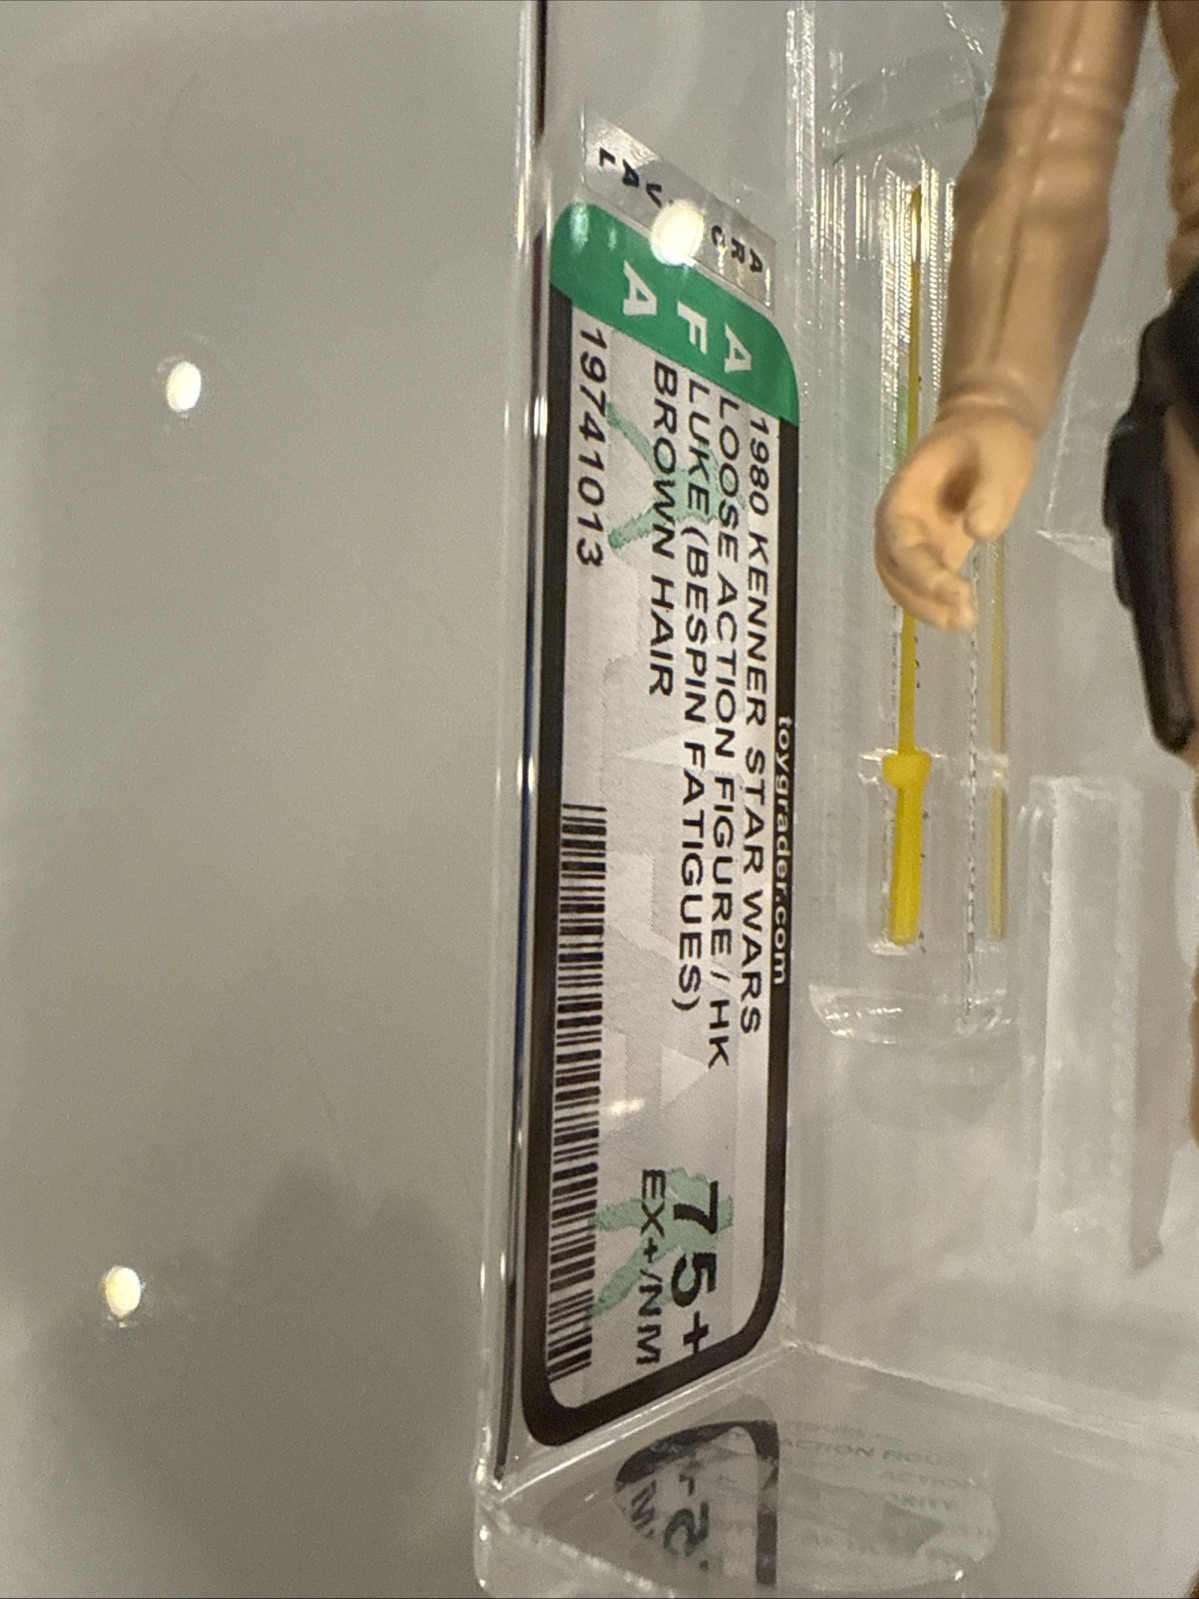 AFA
toygrader.com
1980 KENNER STAR WARS
LOOSE ACTION FIGURE / HK
LUKE (BESPIN FATIGUES)
BROWN HAIR
19741013
75+
EX+/NM